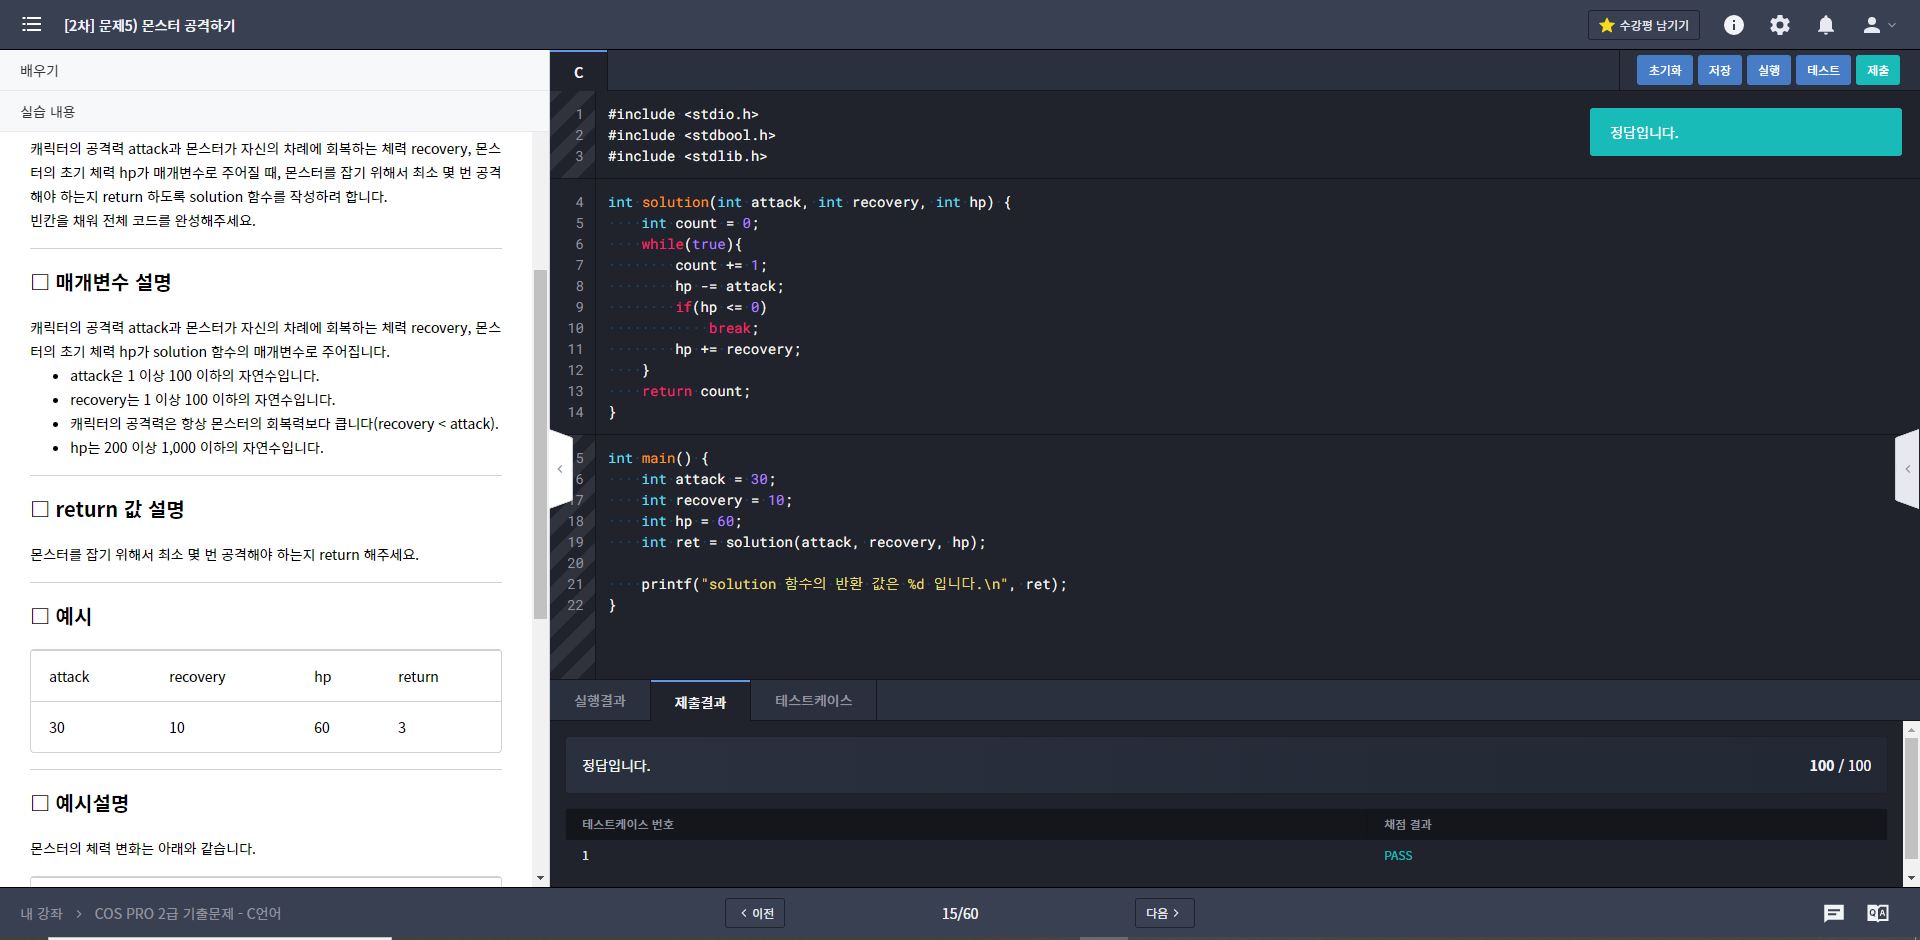 [2차] 문제5) 몬스터 공격하기
수강평 남기기
배우기
실습 내용
캐릭터의 공격력 attack과 몬스터가 자신의 차례에 회복하는 체력 recovery, 몬스
터의 초기 체력 hp가 매개변수로 주어질 때, 몬스터를 잡기 위해서 최소 몇 번 공격
해야 하는지 return 하도록 solution 함수를 작성하려 합니다.
빈칸을 채워 전체 코드를 완성해주세요.
매개변수 설명
캐릭터의 공격력 attack과 몬스터가 자신의 차례에 회복하는 체력 recovery, 몬스
터의 초기 체력 hp가 solution 함수의 매개변수로 주어집니다.
• attack은 1 이상 100 이하의 자연수입니다.
• recovery는 1 이상 100 이하의 자연수입니다.
• 캐릭터의 공격력은 항상 몬스터의 회복력보다 큽니다(recovery < attack).
• hp는 200 이상 1,000 이하의 자연수입니다.
return 값 설명
몬스터를 잡기 위해서 최소 몇 번 공격해야 하는지 return 해주세요.
예시
attack recovery hp return
30 10 60 3
예시설명
몬스터의 체력 변화는 아래와 같습니다.
C
초기화 저장 실행 테스트 제출
정답입니다.
1 #include <stdio.h>
2 #include <stdbool.h>
3 #include <stdlib.h>
4 int solution(int attack, int recovery, int hp) {
5     int count = 0;
6     while(true){
7         count += 1;
8         hp -= attack;
9         if(hp <= 0)
10             break;
11         hp += recovery;
12     }
13     return count;
14 }
5 int main() {
6     int attack = 30;
17     int recovery = 10;
18     int hp = 60;
19     int ret = solution(attack, recovery, hp);
20
21     printf("solution 함수의 반환 값은 %d 입니다.\n", ret);
22 }
실행결과 제출결과 테스트케이스
정답입니다. 100 / 100
테스트케이스 번호 채점 결과
1 PASS
내 강좌 > COS PRO 2급 기출문제 - C언어
< 이전 15/60 다음 >
Q A